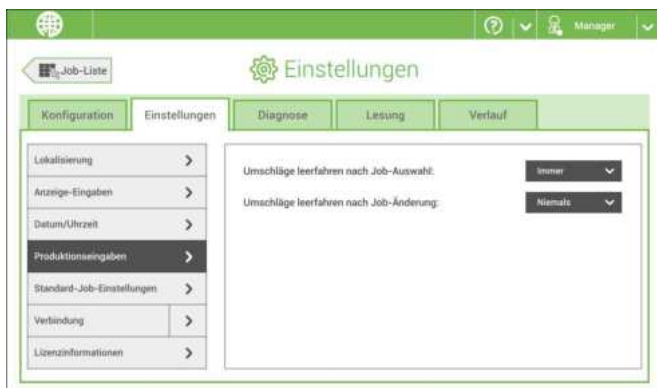 Manager
Job-Liste
Einstellungen
Konfiguration
Einstellungen
Diagnose
Lesung
Verlauf
Lokalisierung
Anzeige-Eingaben
Datum/Uhrzeit
Produktionseingaben
Standard-Job-Einstellungen
Verbindung
Lizenzinformationen
Umschläge leerfahren nach Job-Auswahl: Immer
Umschläge leerfahren nach Job-Änderung: Niemals